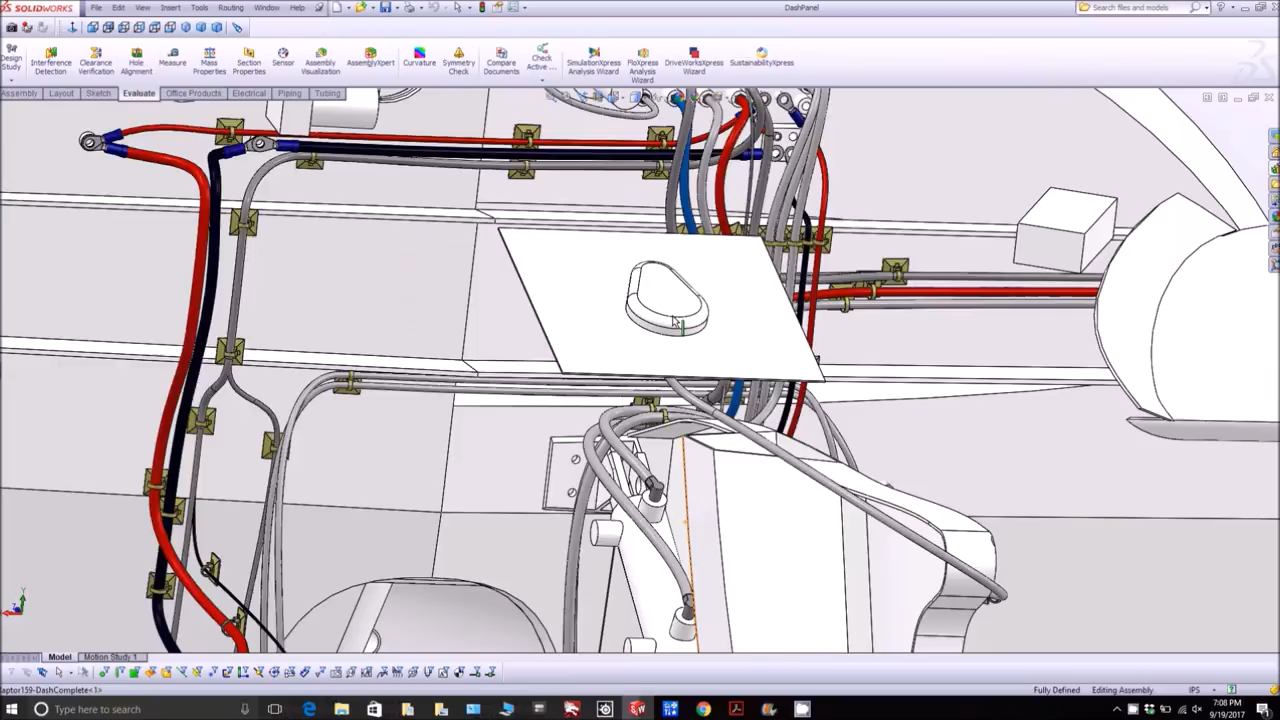 SOLIDWORKS File Edit View Insert Tools Routing Window Help DashPanel Search files and models
Design Study
Interference Detection
Clearance Verification
Hole Alignment
Measure
Mass Properties
Section Properties
Sensor
Assembly Visualization
AssemblyXpert
Curvature
Symmetry Check
Compare Documents
Check Active ...
SimulationXpress Analysis Wizard
FloXpress Analysis Wizard
DriveWorksXpress Wizard
SustainabilityXpress
Assembly Layout Sketch Evaluate Office Products Electrical Piping Tubing
Model Motion Study 1
aptor159-DashComplete<1> Fully Defined Editing Assembly IPS
Type here to search 7:08 PM
9/19/2017